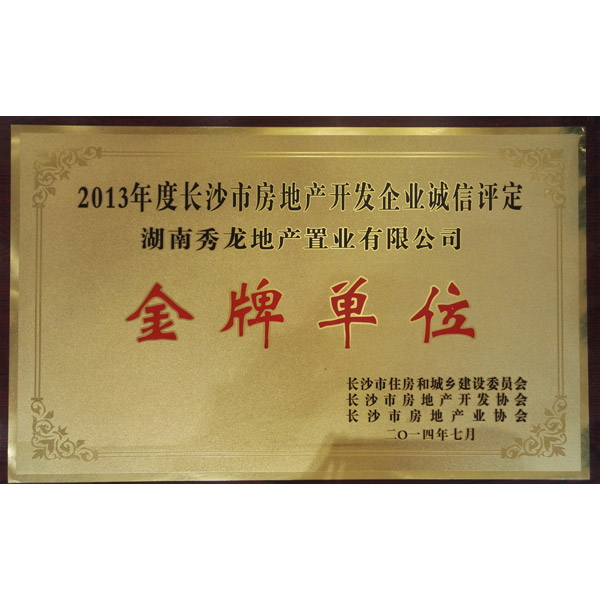 2013年度长沙市房地产开发企业诚信评定
湖南秀龙地产置业有限公司
金牌单位
长沙市住房和城乡建设委员会
长沙市房地产开发协会
长沙市房地产业协会
二〇一四年七月